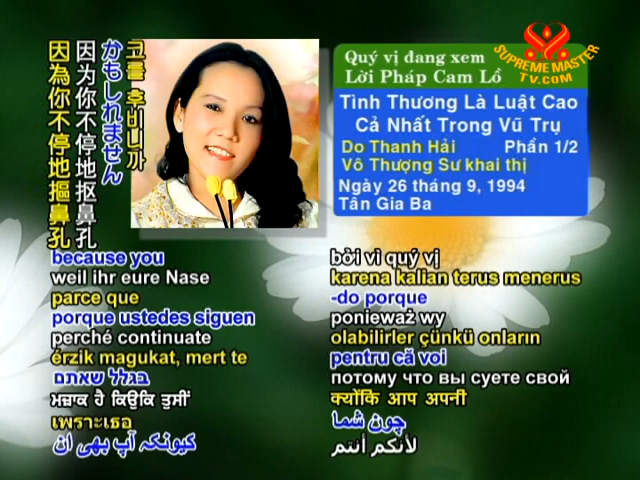 SUPREME MASTER
TV.COM
Quý vị đang xem
Lời Pháp Cam Lồ
Tình Thương Là Luật Cao
Cả Nhất Trong Vũ Trụ
Do Thanh Hải Phần 1/2
Vô Thượng Sư khai thị
Ngày 26 tháng 9, 1994
Tân Gia Ba
因為你不停地摳鼻孔
因为你不停地抠鼻孔
かもしれません
코를 후비니까
because you
weil ihr eure Nase
parce que
porque ustedes siguen
perché continuate
érzik magukat, mert te
בגלל שאתם
ਮਜ਼ਾਕ ਹੈ ਕਿਉਕਿ ਤੁਸੀਂ
เพราะเธอ
کیونکہ آپ بھی ان
bởi vì quý vị
karena kalian terus menerus
-do porque
ponieważ wy
olabilirler çünkü onların
pentru că voi
потому что вы суете свой
क्योंकि आप अपनी
چون شما
لأنكم أنتم